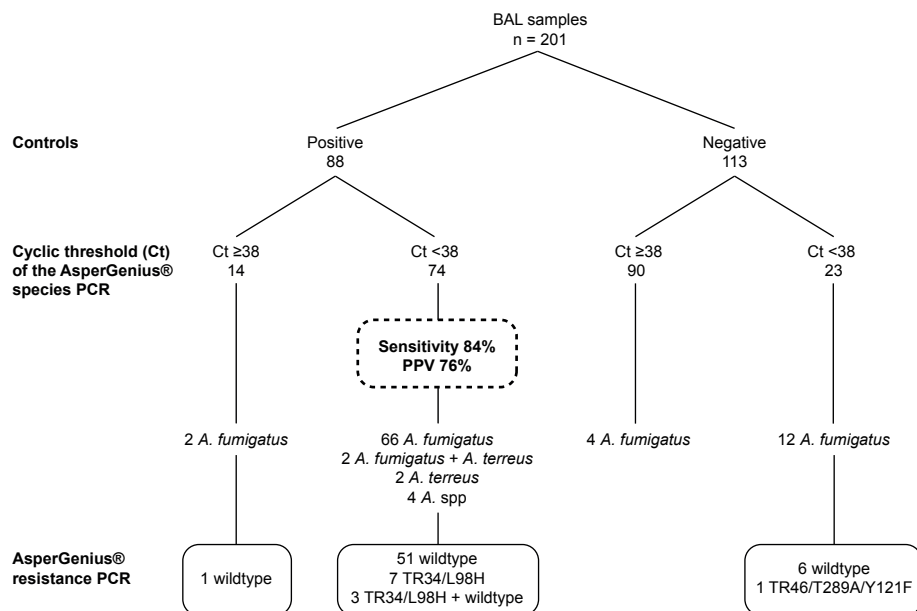 BAL samples
n = 201
Controls
Positive
88
Negative
113
Cyclic threshold (Ct)
of the AsperGenius®
species PCR
Ct ≥38
14
Ct <38
74
Ct ≥38
90
Ct <38
23
Sensitivity 84%
PPV 76%
2 A. fumigatus
66 A. fumigatus
2 A. fumigatus + A. terreus
2 A. terreus
4 A. spp
4 A. fumigatus
12 A. fumigatus
AsperGenius®
resistance PCR
1 wildtype
51 wildtype
7 TR34/L98H
3 TR34/L98H + wildtype
6 wildtype
1 TR46/T289A/Y121F